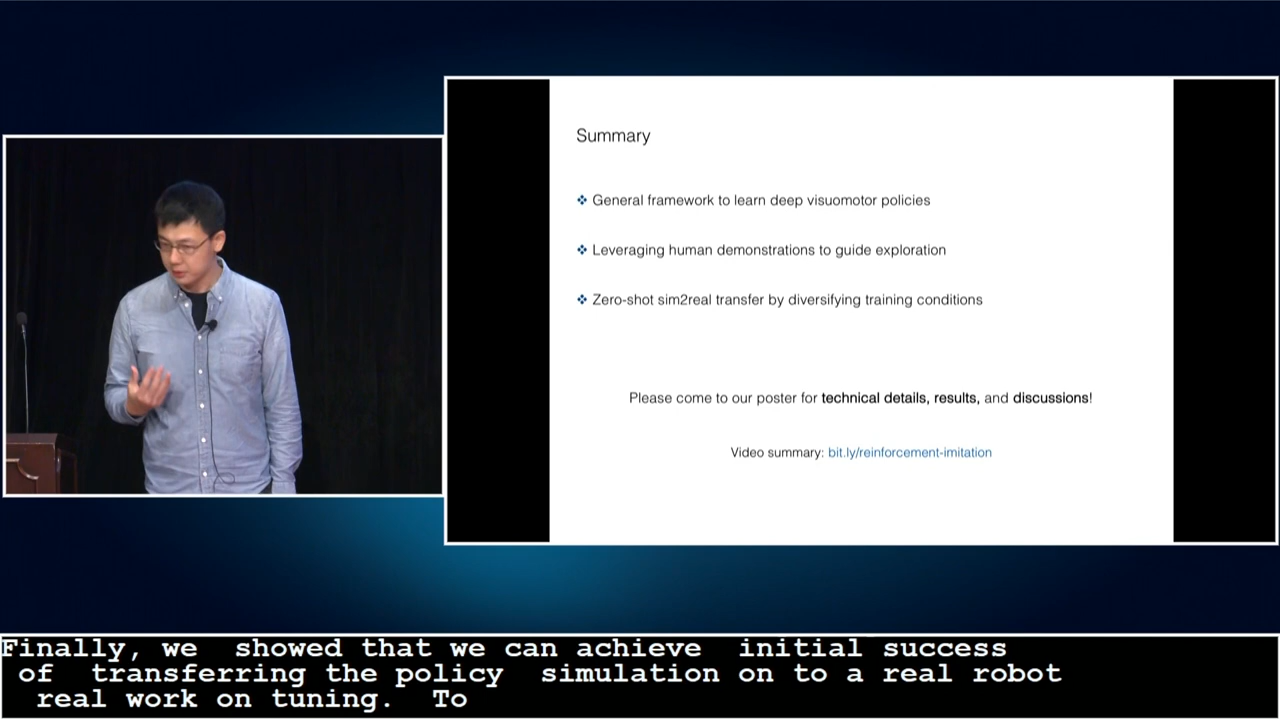 Summary
❖ General framework to learn deep visuomotor policies
❖ Leveraging human demonstrations to guide exploration
❖ Zero-shot sim2real transfer by diversifying training conditions
Please come to our poster for technical details, results, and discussions!
Video summary: bit.ly/reinforcement-imitation
Finally, we showed that we can achieve initial success
of transferring the policy simulation on to a real robot
real work on tuning. To